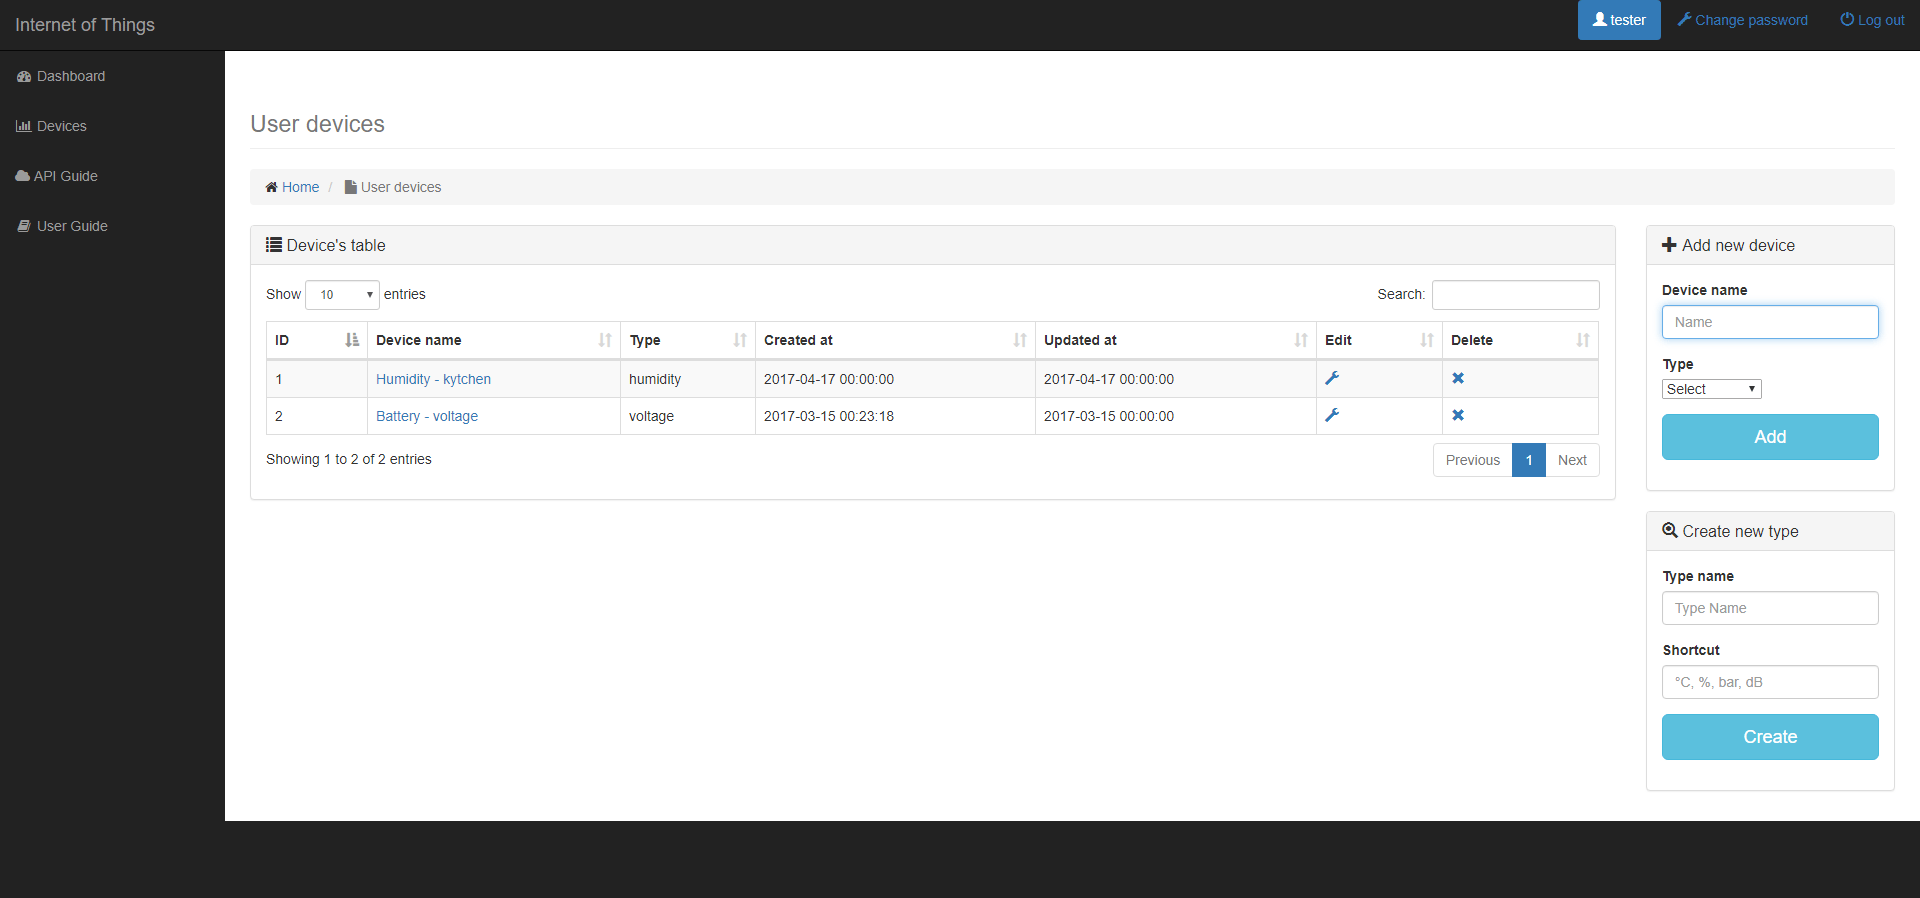 Internet of Things
tester
Change password
Log out
Dashboard
Devices
API Guide
User Guide
User devices
Home / User devices
Device's table
Show 10 entries
Search:
ID Device name Type Created at Updated at Edit Delete
1 Humidity - kytchen humidity 2017-04-17 00:00:00 2017-04-17 00:00:00
2 Battery - voltage voltage 2017-03-15 00:23:18 2017-03-15 00:00:00
Showing 1 to 2 of 2 entries
Previous 1 Next
Add new device
Device name
Name
Type
Select
Add
Create new type
Type name
Type Name
Shortcut
°C, %, bar, dB
Create